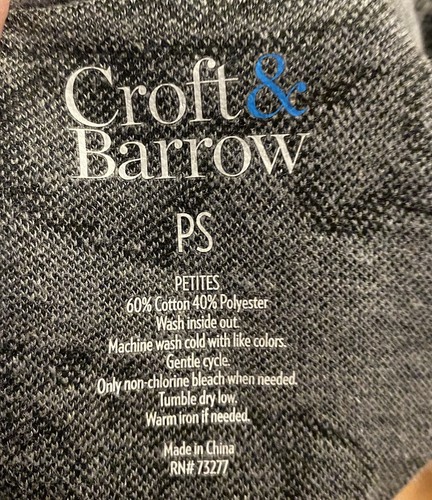 Croft &
Barrow
PS
PETITES
60% Cotton 40% Polyester
Wash inside out.
Machine wash cold with like colors.
Gentle cycle.
Only non-chlorine bleach when needed.
Tumble dry low.
Warm iron if needed.
Made in China
RN# 73277